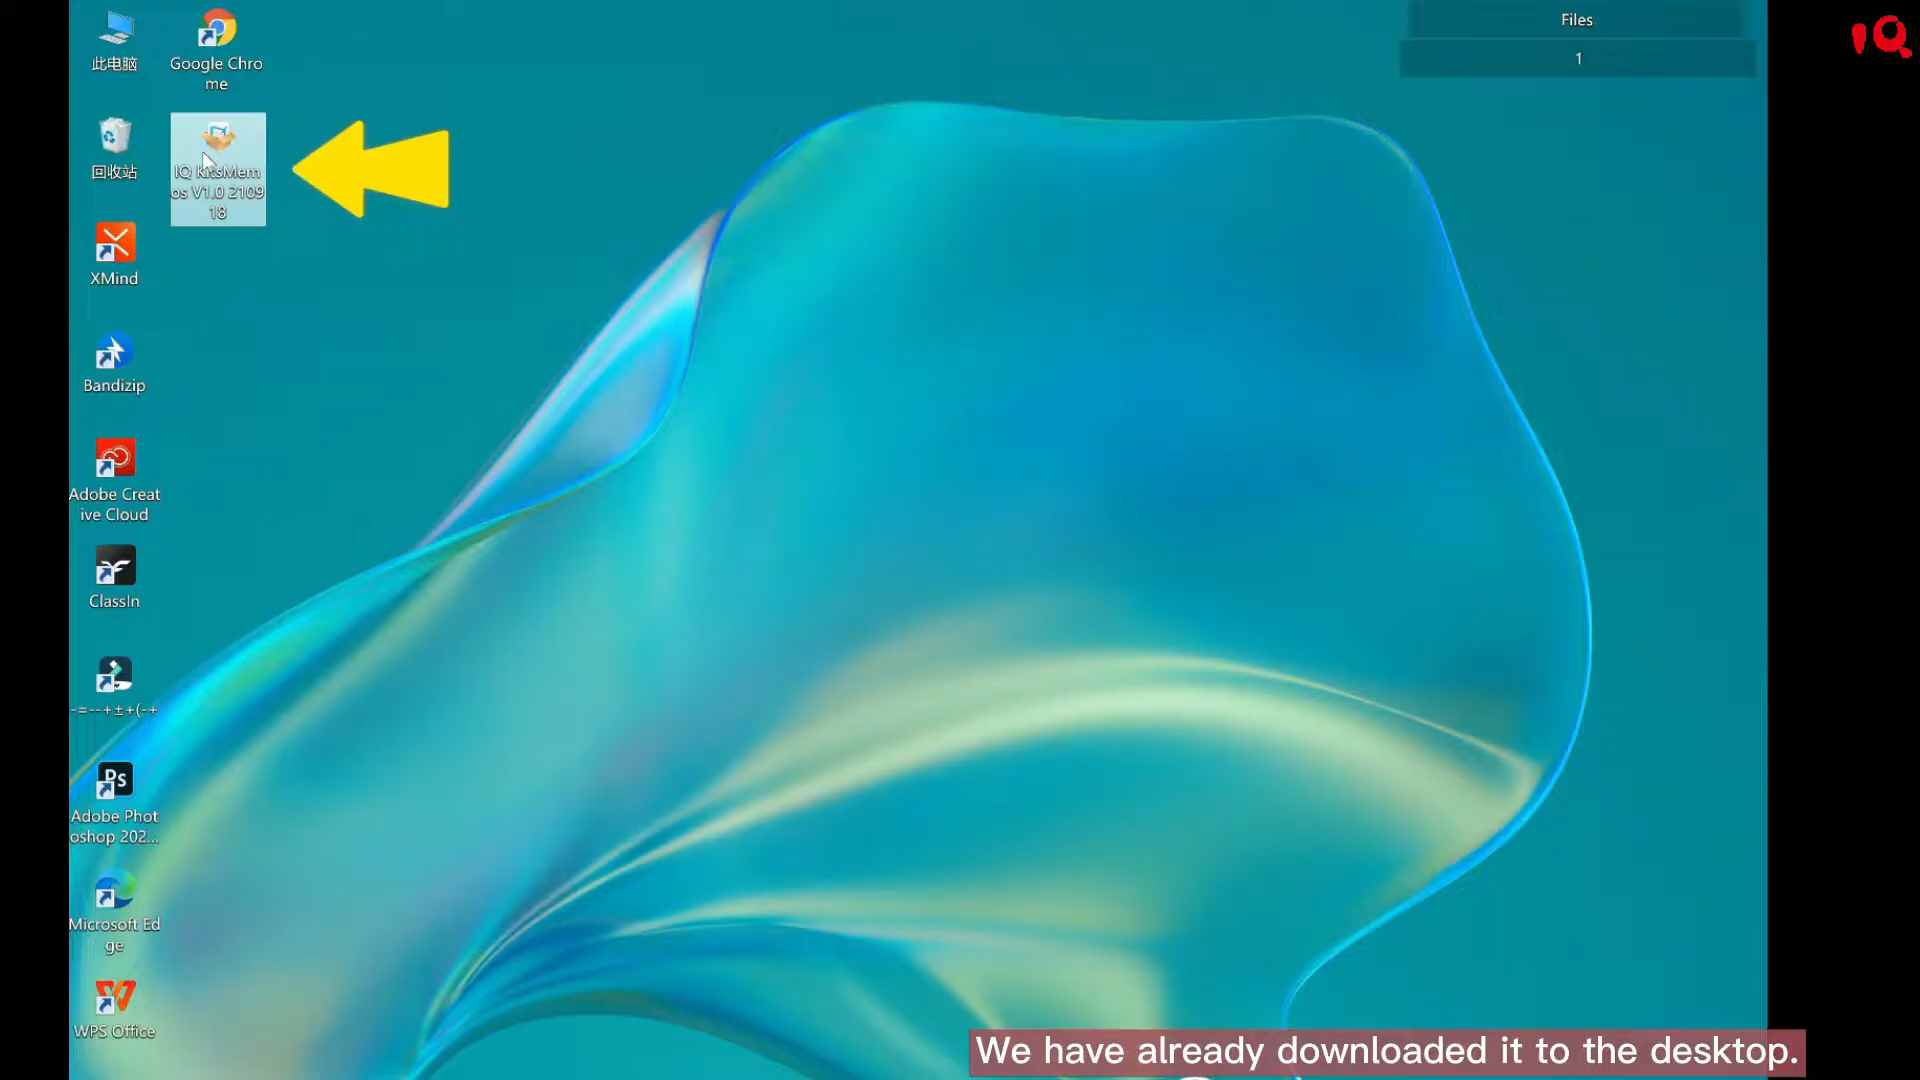 此电脑
Google Chro
me
回收站
IQ KitsMem
os V1.0 2109
18
XMind
Bandizip
Adobe Creat
ive Cloud
ClassIn
-=--+±+(-+
Ps
Adobe Phot
oshop 202...
Microsoft Ed
ge
WPS Office
Files
1
IQ
We have already downloaded it to the desktop.